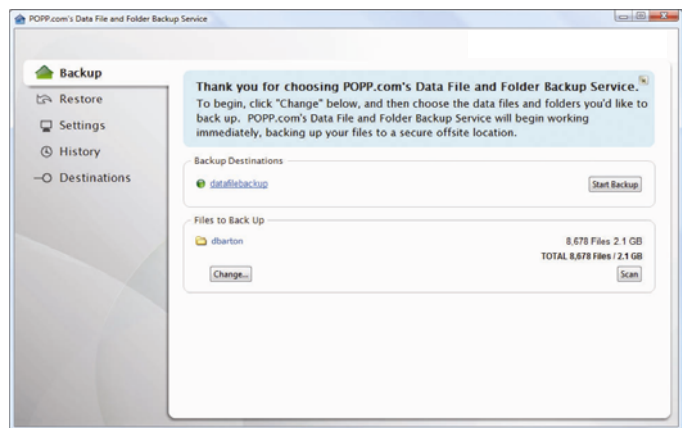 POPP.com's Data File and Folder Backup Service
Backup
Restore
Settings
History
Destinations
Thank you for choosing POPP.com's Data File and Folder Backup Service.
To begin, click "Change" below, and then choose the data files and folders you'd like to
back up. POPP.com's Data File and Folder Backup Service will begin working
immediately, backing up your files to a secure offsite location.
Backup Destinations
datafilebackup
Start Backup
Files to Back Up
dbarton
8,678 Files 2.1 GB
TOTAL 8,678 Files / 2.1 GB
Change...
Scan